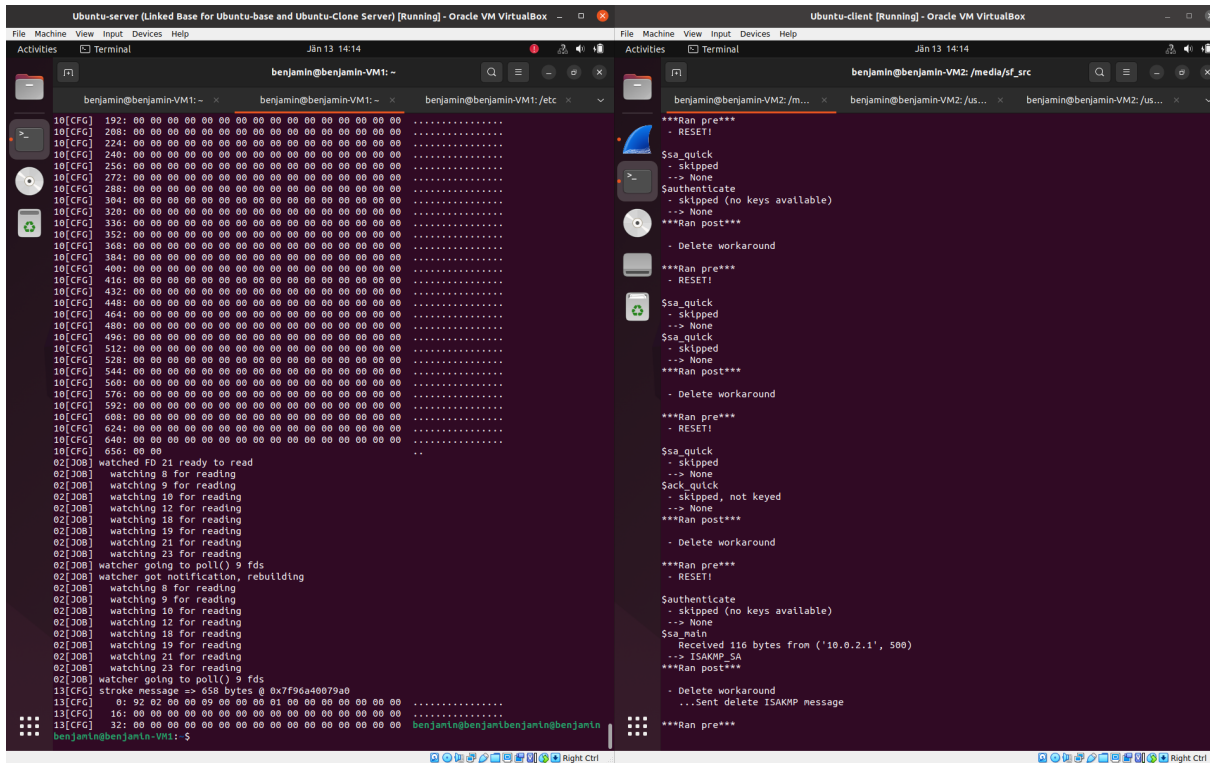 Ubuntu-server (Linked Base for Ubuntu-base and Ubuntu-Clone Server) [Running] - Oracle VM VirtualBox
File Machine View Input Devices Help
Activities Terminal Jän 13 14:14
benjamin@benjamin-VM1: ~
benjamin@benjamin-VM1: ~ × benjamin@benjamin-VM1: ~ × benjamin@benjamin-VM1: /etc ×
10[CFG] 192: 00 00 00 00 00 00 00 00 00 00 00 00 00 00 00 00 ................
10[CFG] 208: 00 00 00 00 00 00 00 00 00 00 00 00 00 00 00 00 ................
10[CFG] 224: 00 00 00 00 00 00 00 00 00 00 00 00 00 00 00 00 ................
10[CFG] 240: 00 00 00 00 00 00 00 00 00 00 00 00 00 00 00 00 ................
10[CFG] 256: 00 00 00 00 00 00 00 00 00 00 00 00 00 00 00 00 ................
10[CFG] 272: 00 00 00 00 00 00 00 00 00 00 00 00 00 00 00 00 ................
10[CFG] 288: 00 00 00 00 00 00 00 00 00 00 00 00 00 00 00 00 ................
10[CFG] 304: 00 00 00 00 00 00 00 00 00 00 00 00 00 00 00 00 ................
10[CFG] 320: 00 00 00 00 00 00 00 00 00 00 00 00 00 00 00 00 ................
10[CFG] 336: 00 00 00 00 00 00 00 00 00 00 00 00 00 00 00 00 ................
10[CFG] 352: 00 00 00 00 00 00 00 00 00 00 00 00 00 00 00 00 ................
10[CFG] 368: 00 00 00 00 00 00 00 00 00 00 00 00 00 00 00 00 ................
10[CFG] 384: 00 00 00 00 00 00 00 00 00 00 00 00 00 00 00 00 ................
10[CFG] 400: 00 00 00 00 00 00 00 00 00 00 00 00 00 00 00 00 ................
10[CFG] 416: 00 00 00 00 00 00 00 00 00 00 00 00 00 00 00 00 ................
10[CFG] 432: 00 00 00 00 00 00 00 00 00 00 00 00 00 00 00 00 ................
10[CFG] 448: 00 00 00 00 00 00 00 00 00 00 00 00 00 00 00 00 ................
10[CFG] 464: 00 00 00 00 00 00 00 00 00 00 00 00 00 00 00 00 ................
10[CFG] 480: 00 00 00 00 00 00 00 00 00 00 00 00 00 00 00 00 ................
10[CFG] 496: 00 00 00 00 00 00 00 00 00 00 00 00 00 00 00 00 ................
10[CFG] 512: 00 00 00 00 00 00 00 00 00 00 00 00 00 00 00 00 ................
10[CFG] 528: 00 00 00 00 00 00 00 00 00 00 00 00 00 00 00 00 ................
10[CFG] 544: 00 00 00 00 00 00 00 00 00 00 00 00 00 00 00 00 ................
10[CFG] 560: 00 00 00 00 00 00 00 00 00 00 00 00 00 00 00 00 ................
10[CFG] 576: 00 00 00 00 00 00 00 00 00 00 00 00 00 00 00 00 ................
10[CFG] 592: 00 00 00 00 00 00 00 00 00 00 00 00 00 00 00 00 ................
10[CFG] 608: 00 00 00 00 00 00 00 00 00 00 00 00 00 00 00 00 ................
10[CFG] 624: 00 00 00 00 00 00 00 00 00 00 00 00 00 00 00 00 ................
10[CFG] 640: 00 00 00 00 00 00 00 00 00 00 00 00 00 00 00 00 ................
10[CFG] 656: 00 00 ..
02[JOB] watched FD 21 ready to read
02[JOB] watching 8 for reading
02[JOB] watching 9 for reading
02[JOB] watching 10 for reading
02[JOB] watching 12 for reading
02[JOB] watching 18 for reading
02[JOB] watching 19 for reading
02[JOB] watching 21 for reading
02[JOB] watching 23 for reading
02[JOB] watcher going to poll() 9 fds
02[JOB] watcher got notification, rebuilding
02[JOB] watching 8 for reading
02[JOB] watching 9 for reading
02[JOB] watching 10 for reading
02[JOB] watching 12 for reading
02[JOB] watching 18 for reading
02[JOB] watching 19 for reading
02[JOB] watching 21 for reading
02[JOB] watching 23 for reading
02[JOB] watcher going to poll() 9 fds
13[CFG] stroke message => 658 bytes @ 0x7f96a40079a0
13[CFG] 0: 92 02 00 00 09 00 00 00 01 00 00 00 00 00 00 00 ................
13[CFG] 16: 00 00 00 00 00 00 00 00 00 00 00 00 00 00 00 00 ................
13[CFG] 32: 00 00 00 00 00 00 00 00 00 00 00 00 00 00 00 00 benjamin@benjamibenjamin@benjamin
benjamin@benjamin-VM1:~$
Right Ctrl
Ubuntu-client [Running] - Oracle VM VirtualBox
File Machine View Input Devices Help
Activities Terminal Jän 13 14:14
benjamin@benjamin-VM2: /media/sf_src
benjamin@benjamin-VM2: /m... × benjamin@benjamin-VM2: /us... × benjamin@benjamin-VM2: /us... ×
***Ran pre***
- RESET!
$sa_quick
- skipped
--> None
$authenticate
- skipped (no keys available)
--> None
***Ran post***
- Delete workaround
***Ran pre***
- RESET!
$sa_quick
- skipped
--> None
$sa_quick
- skipped
--> None
***Ran post***
- Delete workaround
***Ran pre***
- RESET!
$sa_quick
- skipped
--> None
$ack_quick
- skipped, not keyed
--> None
***Ran post***
- Delete workaround
***Ran pre***
- RESET!
$authenticate
- skipped (no keys available)
--> None
$sa_main
Received 116 bytes from ('10.0.2.1', 500)
--> ISAKMP_SA
***Ran post***
- Delete workaround
...Sent delete ISAKMP message
***Ran pre***
Right Ctrl